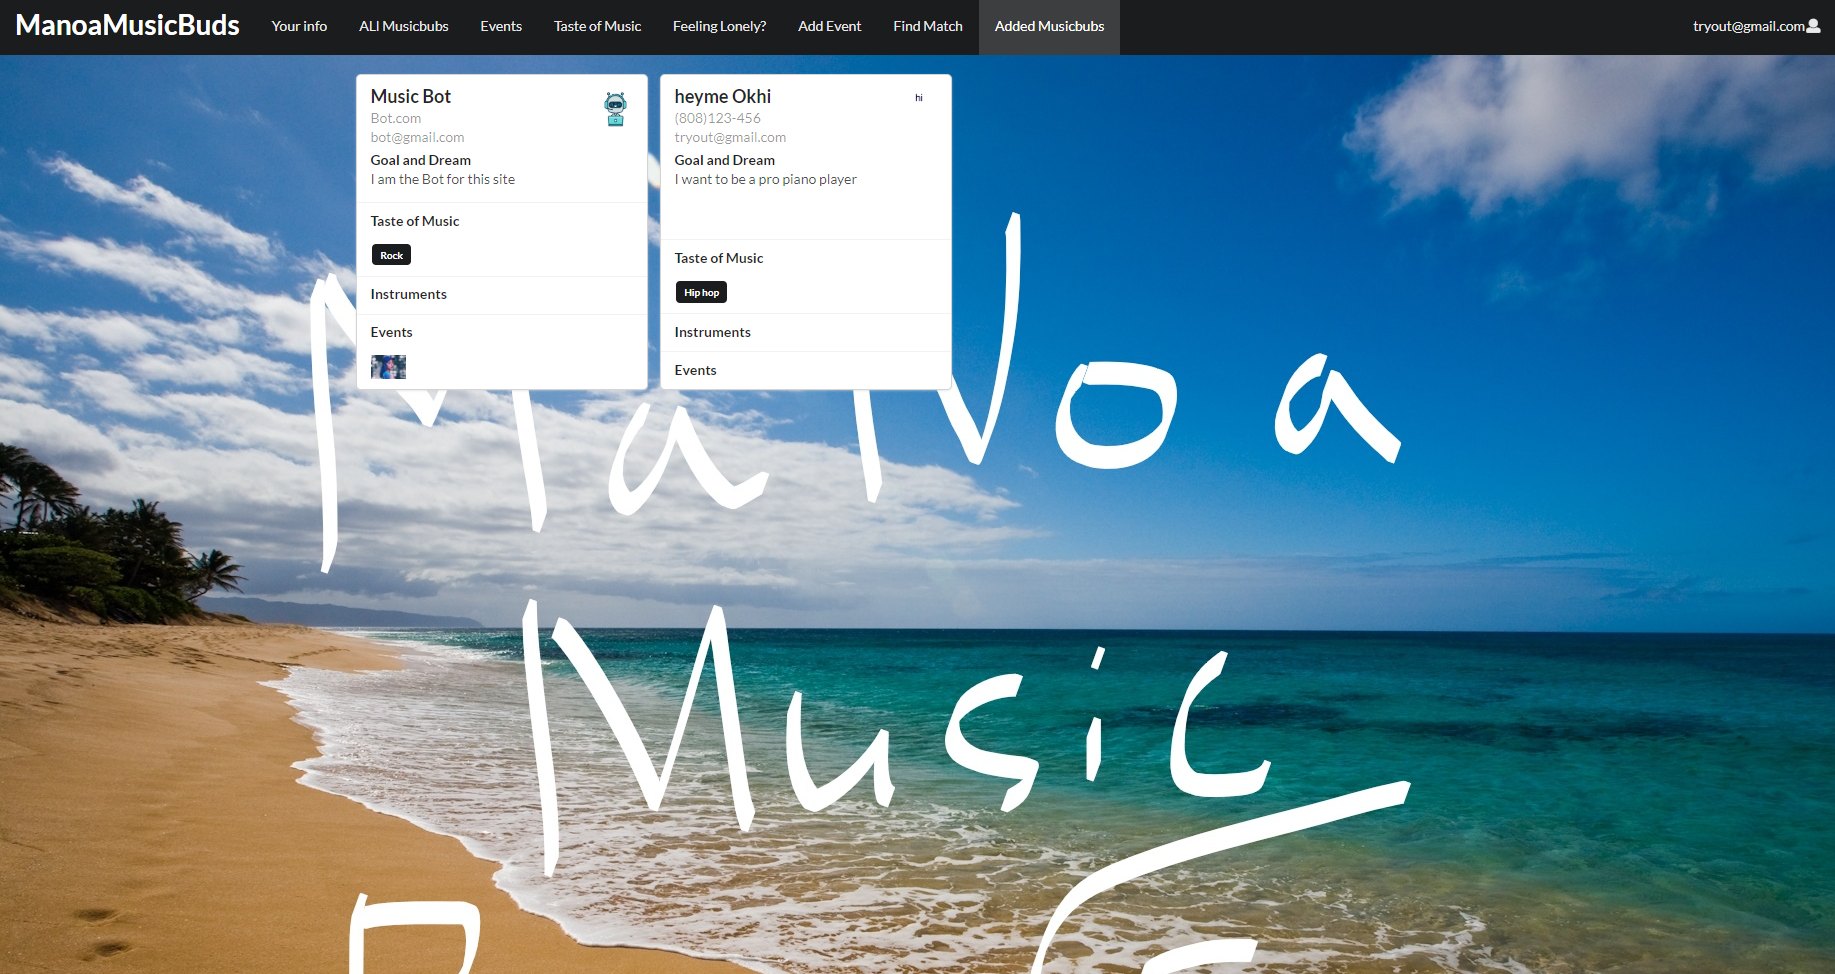 ManoaMusicBuds Your info ALl Musicbubs Events Taste of Music Feeling Lonely? Add Event Find Match Added Musicbubs tryout@gmail.com
Music Bot
Bot.com
bot@gmail.com
Goal and Dream
I am the Bot for this site
Taste of Music
Rock
Instruments
Events
heyme Okhi
hi
(808)123-456
tryout@gmail.com
Goal and Dream
I want to be a pro piano player
Taste of Music
Hip hop
Instruments
Events
Manoa
Music